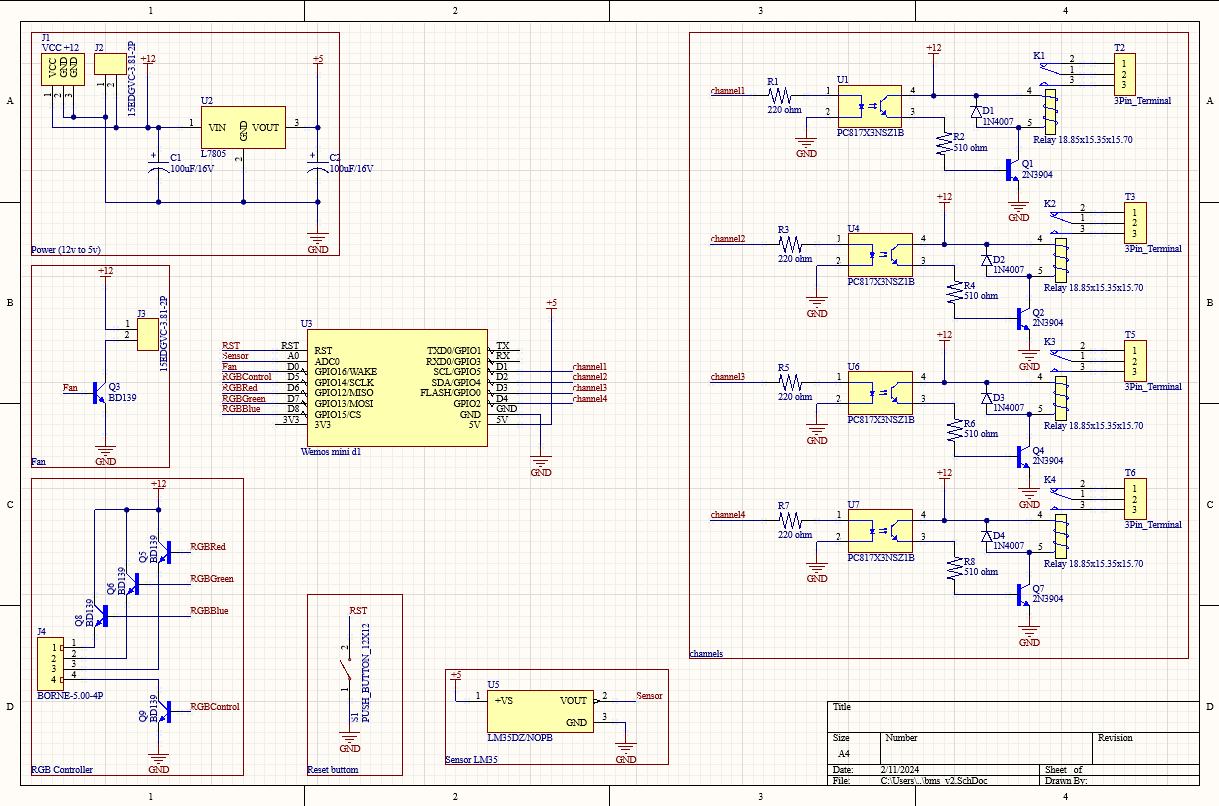 1 2 3 4
A
B
C
D
J1
VCC +12
VCC
GND
GND
1
2
3
J2
1
2
15EDGVC-3.81-2P
+12
+5
U2
1
VIN
VOUT
3
GND
2
L7805
C1
100uF/16V
C2
100uF/16V
GND
Power (12v to 5v)
+12
J3
1
2
15EDGVC-3.81-2P
Fan
Q3
BD139
GND
Fan
+12
Q5
BD139
RGBRed
Q6
BD139
RGBGreen
Q8
BD139
RGBBlue
J4
1 1
2 2
3 3
4 4
BORNE-5.00-4P
Q9
BD139
RGBControl
GND
RGB Controller
U3
RST RST RST
Sensor A0 ADC0
Fan D0 GPIO16/WAKE
RGBControl D5 GPIO14/SCLK
RGBRed D6 GPIO12/MISO
RGBGreen D7 GPIO13/MOSI
RGBBlue D8 GPIO15/CS
3V3 3V3
TXD0/GPIO1 TX
RXD0/GPIO3 RX
SCL/GPIO5 D1 channel1
SDA/GPIO4 D2 channel2
FLASH/GPIO0 D3 channel3
GPIO2 D4 channel4
GND GND
5V 5V
Wemos mini d1
+5
GND
RST
2
1
S1
PUSH_BUTTON_12X12
GND
Reset buttom
+5
U5
1
+VS
VOUT
2
Sensor
GND
3
LM35DZ/NOPB
GND
Sensor LM35
channel1
R1
220 ohm
U1
1
2
4
3
PC817X3NSZ1B
GND
+12
R2
510 ohm
D1
1N4007
Q1
2N3904
GND
K1
2
1
3
4
5
T2
1
2
3
3Pin_Terminal
Relay 18.85x15.35x15.70
channel2
R3
220 ohm
U4
1
2
4
3
PC817X3NSZ1B
GND
+12
R4
510 ohm
D2
1N4007
Q2
2N3904
GND
K2
2
1
3
4
5
T3
1
2
3
3Pin_Terminal
Relay 18.85x15.35x15.70
channel3
R5
220 ohm
U6
1
2
4
3
PC817X3NSZ1B
GND
+12
R6
510 ohm
D3
1N4007
Q4
2N3904
GND
K3
2
1
3
4
5
T5
1
2
3
3Pin_Terminal
Relay 18.85x15.35x15.70
channel4
R7
220 ohm
U7
1
2
4
3
PC817X3NSZ1B
GND
+12
R8
510 ohm
D4
1N4007
Q7
2N3904
GND
K4
2
1
3
4
5
T6
1
2
3
3Pin_Terminal
Relay 18.85x15.35x15.70
channels
Title
Size Number Revision
A4
Date: 2/11/2024 Sheet of
File: C:\Users\..\bms_v2.SchDoc Drawn By:
A
B
C
D
1 2 3 4